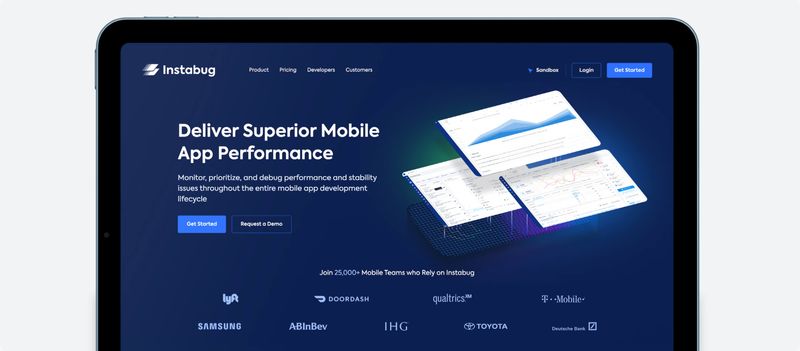 Instabug
Product Pricing Developers Customers
Sandbox
Login
Get Started
Deliver Superior Mobile
App Performance
Monitor, prioritize, and debug performance and stability
issues throughout the entire mobile app development
lifecycle
Get Started
Request a Demo
Join 25,000+ Mobile Teams who Rely on Instabug
lyft
DOORDASH
qualtrics.XM
T Mobile
SAMSUNG
ABInBev
IHG
TOYOTA
Deutsche Bank